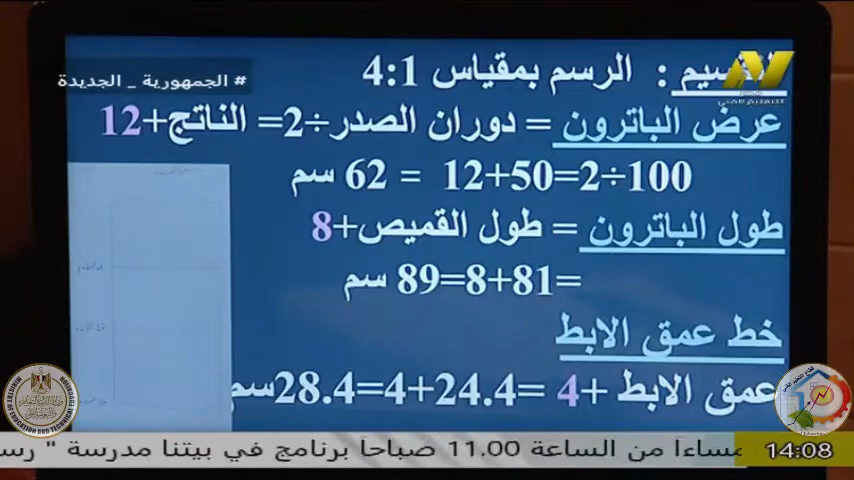 # الجمهورية _ الجديدة
: الرسم بمقياس 4:1
عرض الباترون = دوران الصدر÷2= الناتج+12
100÷2=50+12 = 62 سم
طول الباترون = طول القميص+8
=81+8=89 سم
خط عمق الابط
عمق الابط +4 =24.4+4=28.4سم
مساءاً من الساعة 11.00 صباحاً برنامج في بيتنا مدرسة " رس
14:08